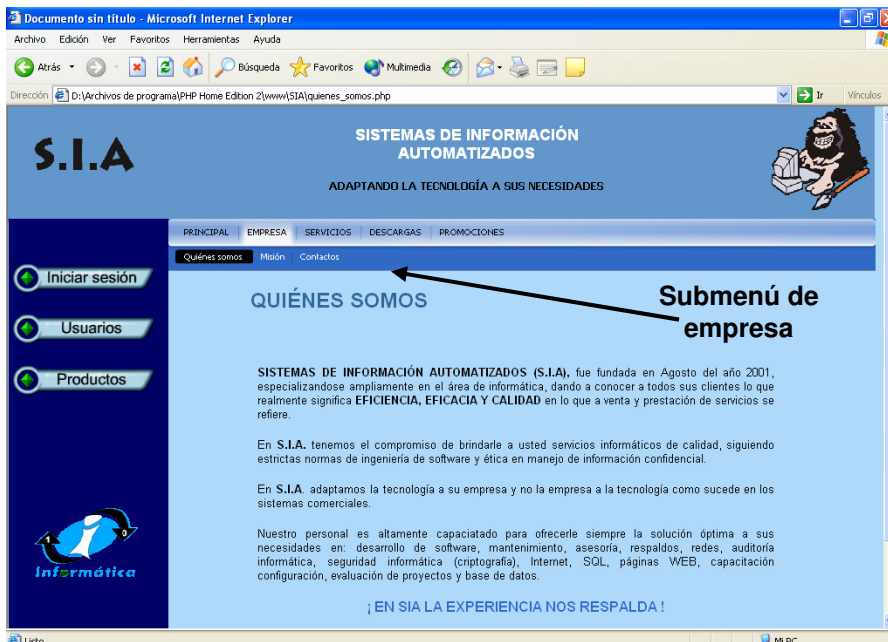 Documento sin título - Microsoft Internet Explorer
Archivo Edición Ver Favoritos Herramientas Ayuda
Atrás Búsqueda Favoritos Multimedia
Dirección D:\Archivos de programa\PHP Home Edition 2\www\SIA\quienes_somos.php Ir Vínculos
S.I.A
SISTEMAS DE INFORMACIÓN
AUTOMATIZADOS
ADAPTANDO LA TECNOLOGÍA A SUS NECESIDADES
PRINCIPAL EMPRESA SERVICIOS DESCARGAS PROMOCIONES
Quiénes somos Misión Contactos
Iniciar sesión
Usuarios
Productos
Submenú de
empresa
QUIÉNES SOMOS
SISTEMAS DE INFORMACIÓN AUTOMATIZADOS (S.I.A), fue fundada en Agosto del año 2001,
especializandose ampliamente en el área de informática, dando a conocer a todos sus clientes lo que
realmente significa EFICIENCIA, EFICACIA Y CALIDAD en lo que a venta y prestación de servicios se
refiere.
En S.I.A. tenemos el compromiso de brindarle a usted servicios informáticos de calidad, siguiendo
estrictas normas de ingeniería de software y ética en manejo de información confidencial.
En S.I.A. adaptamos la tecnología a su empresa y no la empresa a la tecnología como sucede en los
sistemas comerciales.
Nuestro personal es altamente capaciatado para ofrecerle siempre la solución óptima a sus
necesidades en: desarrollo de software, mantenimiento, asesoría, respaldos, redes, auditoría
informática, seguridad informática (criptografía), Internet, SQL, páginas WEB, capacitación
configuración, evaluación de proyectos y base de datos.
¡ EN SIA LA EXPERIENCIA NOS RESPALDA !
1 0
Informática
Listo Mi PC